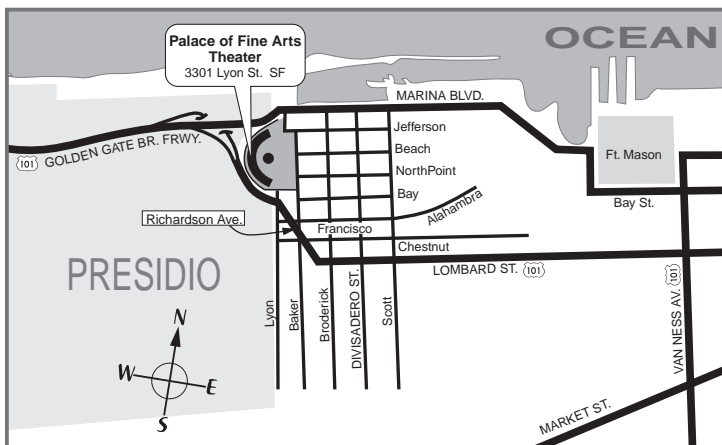 Palace of Fine Arts
Theater
3301 Lyon St. SF
OCEAN
MARINA BLVD.
Jefferson
Beach
NorthPoint
Bay
Ft. Mason
101
GOLDEN GATE BR. FRWY.
Bay St.
Alahambra
Richardson Ave.
Francisco
Chestnut
LOMBARD ST.
101
PRESIDIO
Lyon
Baker
Broderick
DIVISADERO ST.
Scott
VAN NESS AV.
101
N
W
E
S
MARKET ST.